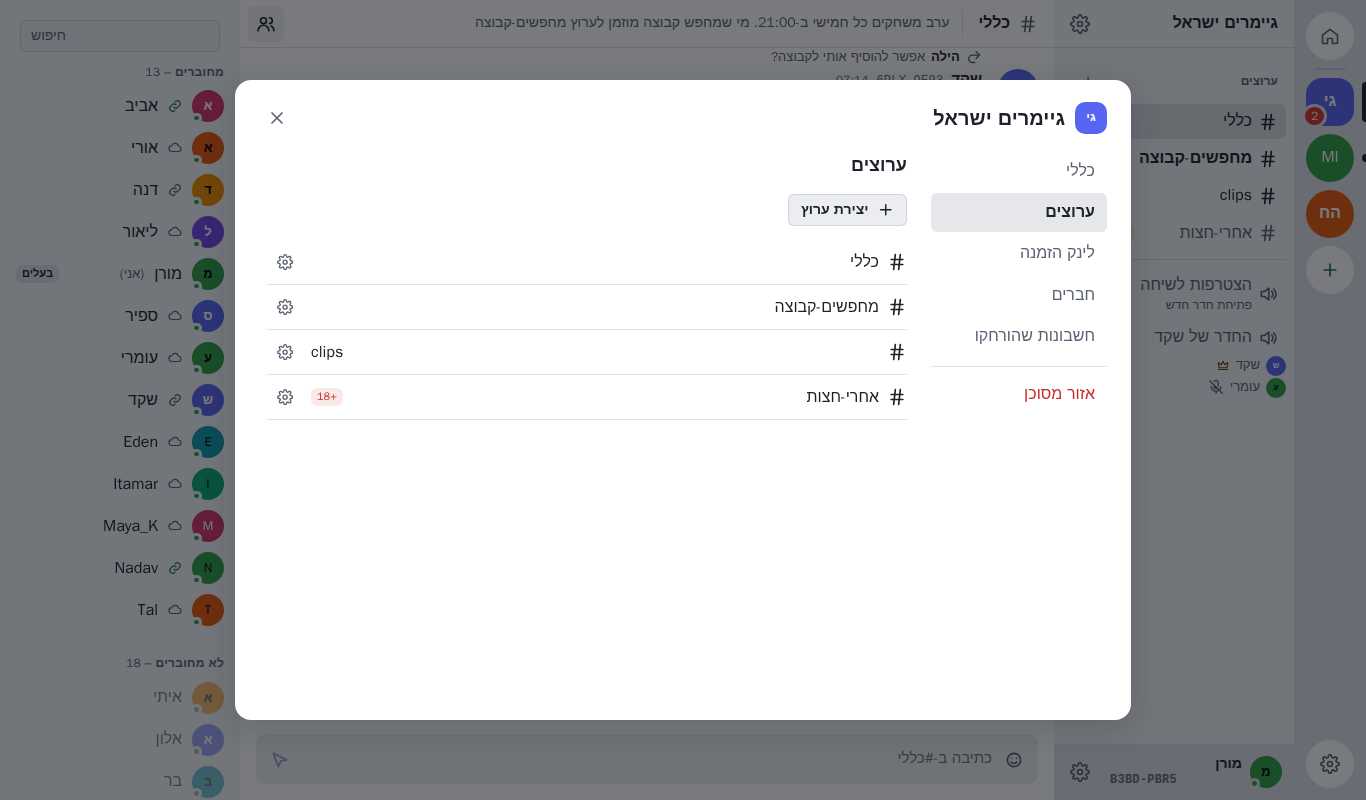 גיימרים ישראל
ערוצים
כללי
מחפשים-קבוצה
clips
אחרי-חצות
הצטרפות לשיחה
פתיחת חדר חדש
החדר של שקד
שקד
עומרי
מורן
B3BD-PBR5
גי
2
MI
הח
מ
כללי
ערב משחקים כל חמישי ב-21:00. מי שמחפש קבוצה מוזמן לערוץ מחפשים-קבוצה
הילה אפשר להוסיף אותי לקבוצה?
כתיבה ב-#כללי
גי
גיימרים ישראל
כללי
ערוצים
לינק הזמנה
חברים
חשבונות שהורחקו
אזור מסוכן
ערוצים
יצירת ערוץ
כללי
מחפשים-קבוצה
clips
אחרי-חצות
18+
חיפוש
מחוברים – 13
א אביב
א אורי
ד דנה
ל ליאור
מ מורן (אני) בעלים
ס ספיר
ע עומרי
ש שקד
E Eden
I Itamar
M Maya_K
N Nadav
T Tal
לא מחוברים – 18
א איתי
א אלון
ב בר